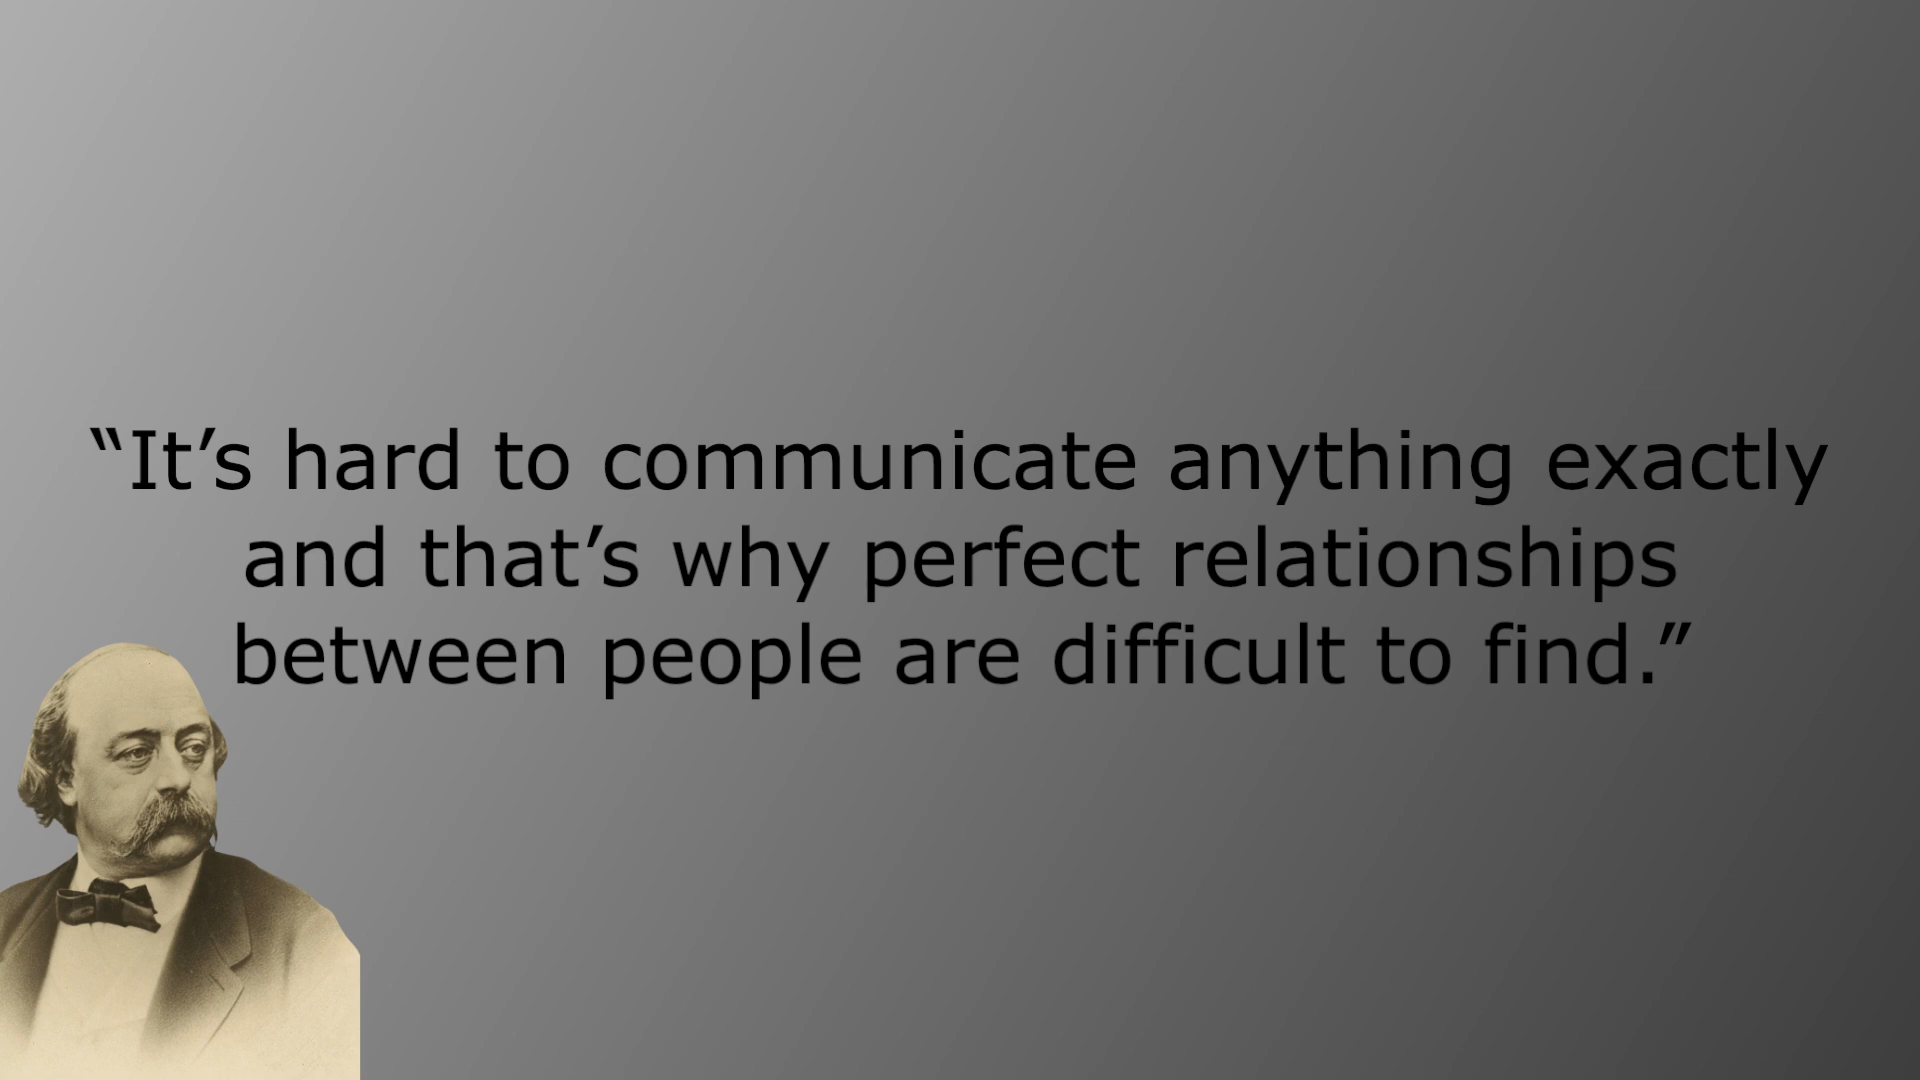 “It’s hard to communicate anything exactly
and that’s why perfect relationships
between people are difficult to find.”